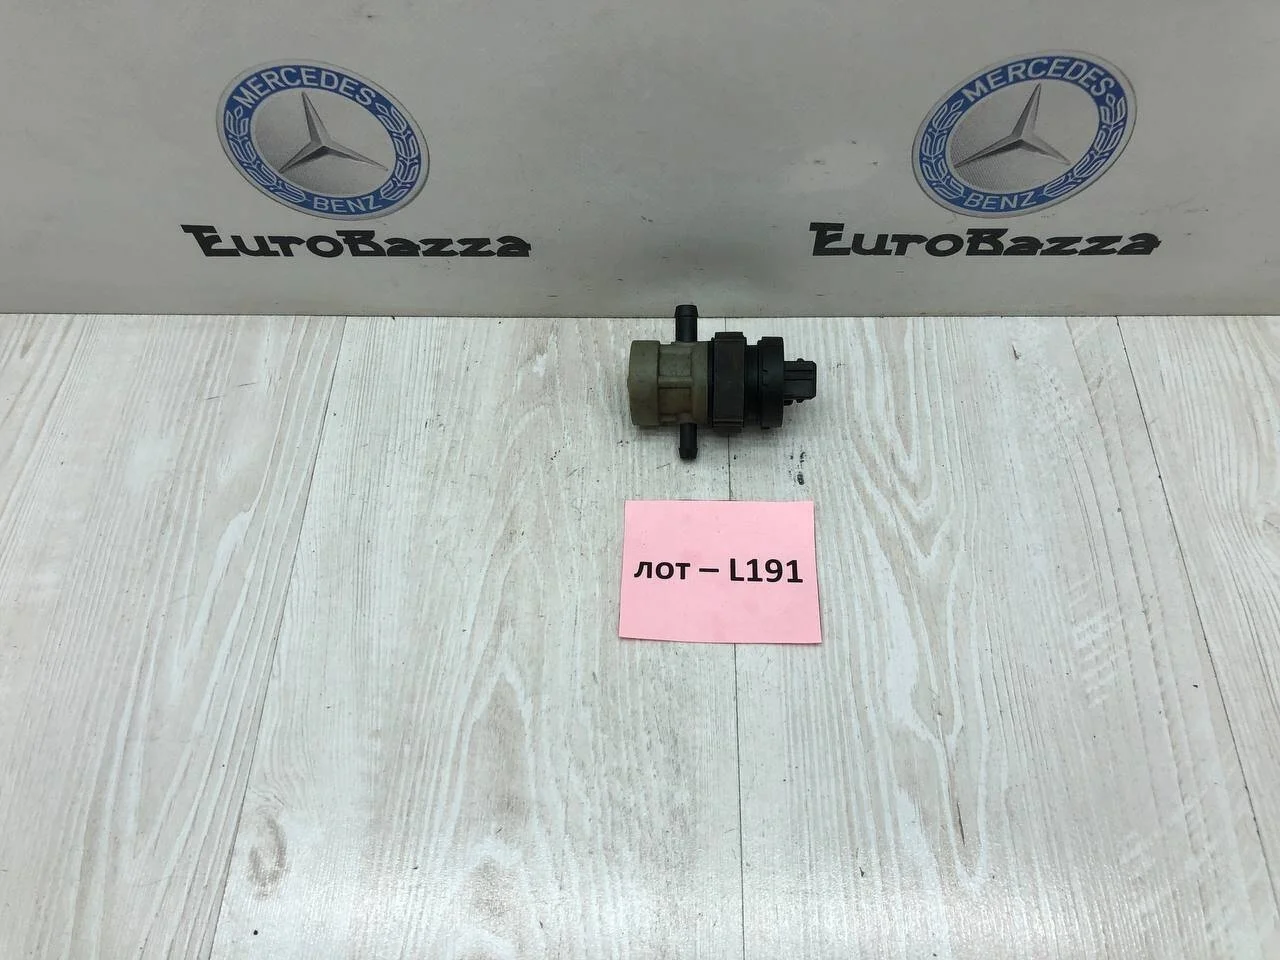 MERCEDES
BENZ
EuroBazza
MERCEDES
BENZ
EuroBazza
лот – L191